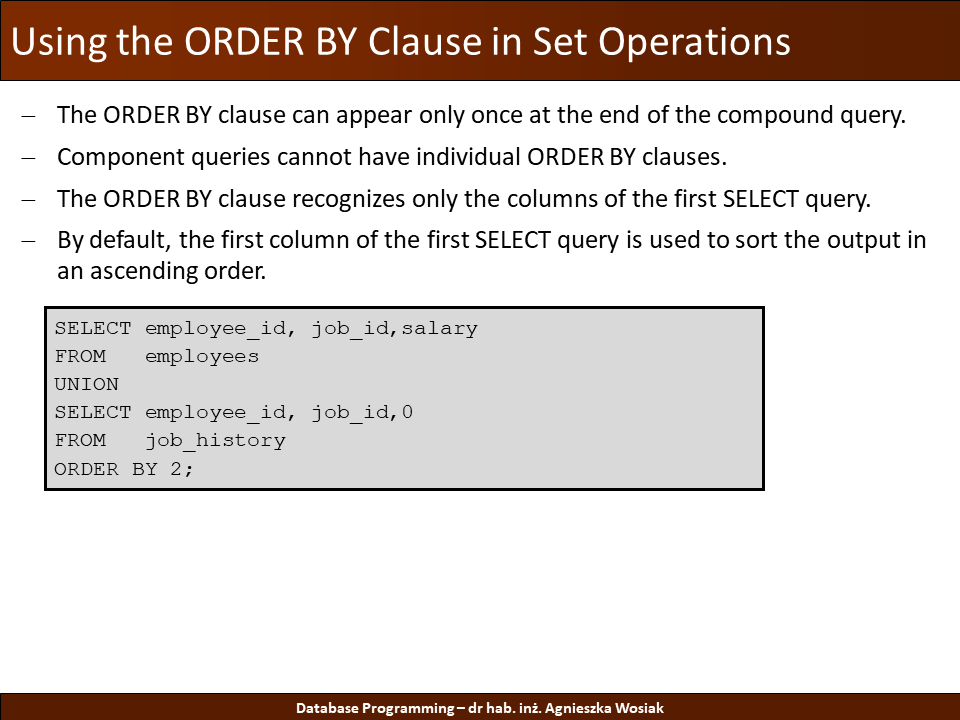 Using the ORDER BY Clause in Set Operations
– The ORDER BY clause can appear only once at the end of the compound query.
– Component queries cannot have individual ORDER BY clauses.
– The ORDER BY clause recognizes only the columns of the first SELECT query.
– By default, the first column of the first SELECT query is used to sort the output in
an ascending order.
SELECT employee_id, job_id,salary
FROM   employees
UNION
SELECT employee_id, job_id,0
FROM   job_history
ORDER BY 2;
Database Programming – dr hab. inż. Agnieszka Wosiak